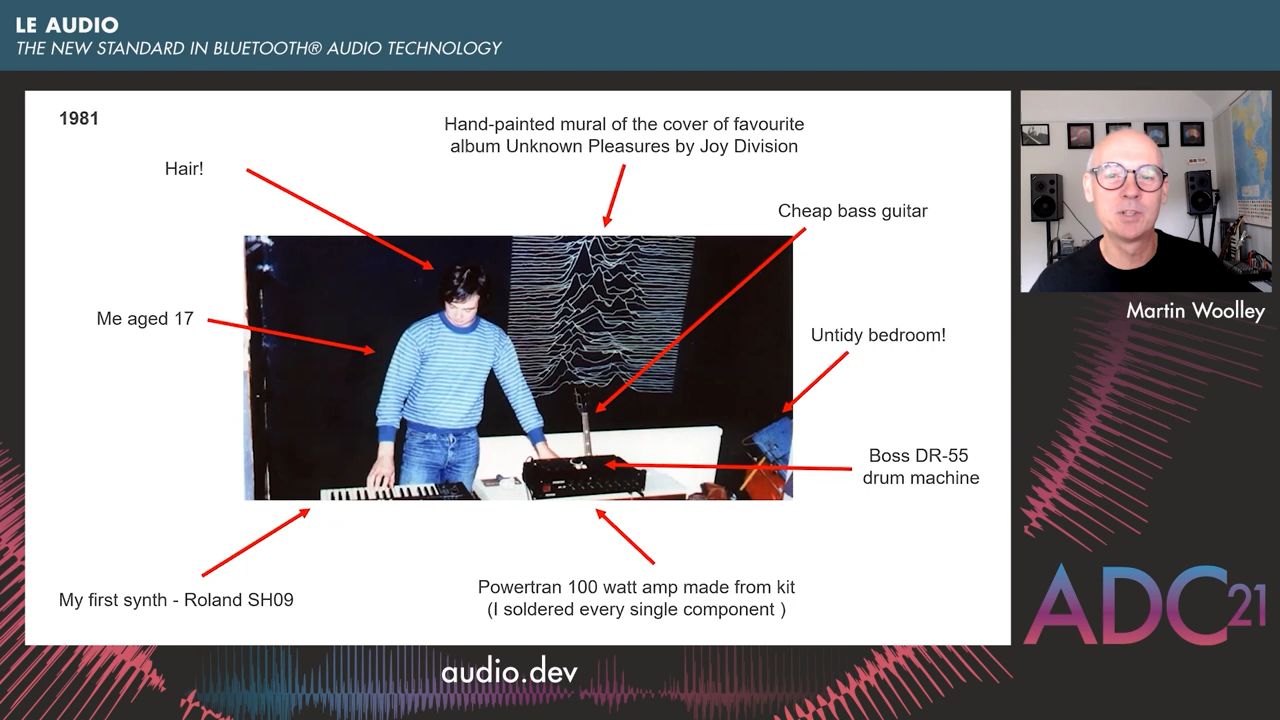 LE AUDIO
THE NEW STANDARD IN BLUETOOTH® AUDIO TECHNOLOGY
1981
Hand-painted mural of the cover of favourite
album Unknown Pleasures by Joy Division
Hair!
Cheap bass guitar
Me aged 17
Untidy bedroom!
Boss DR-55
drum machine
My first synth - Roland SH09
Powertran 100 watt amp made from kit
(I soldered every single component )
Martin Woolley
ADC21
audio.dev